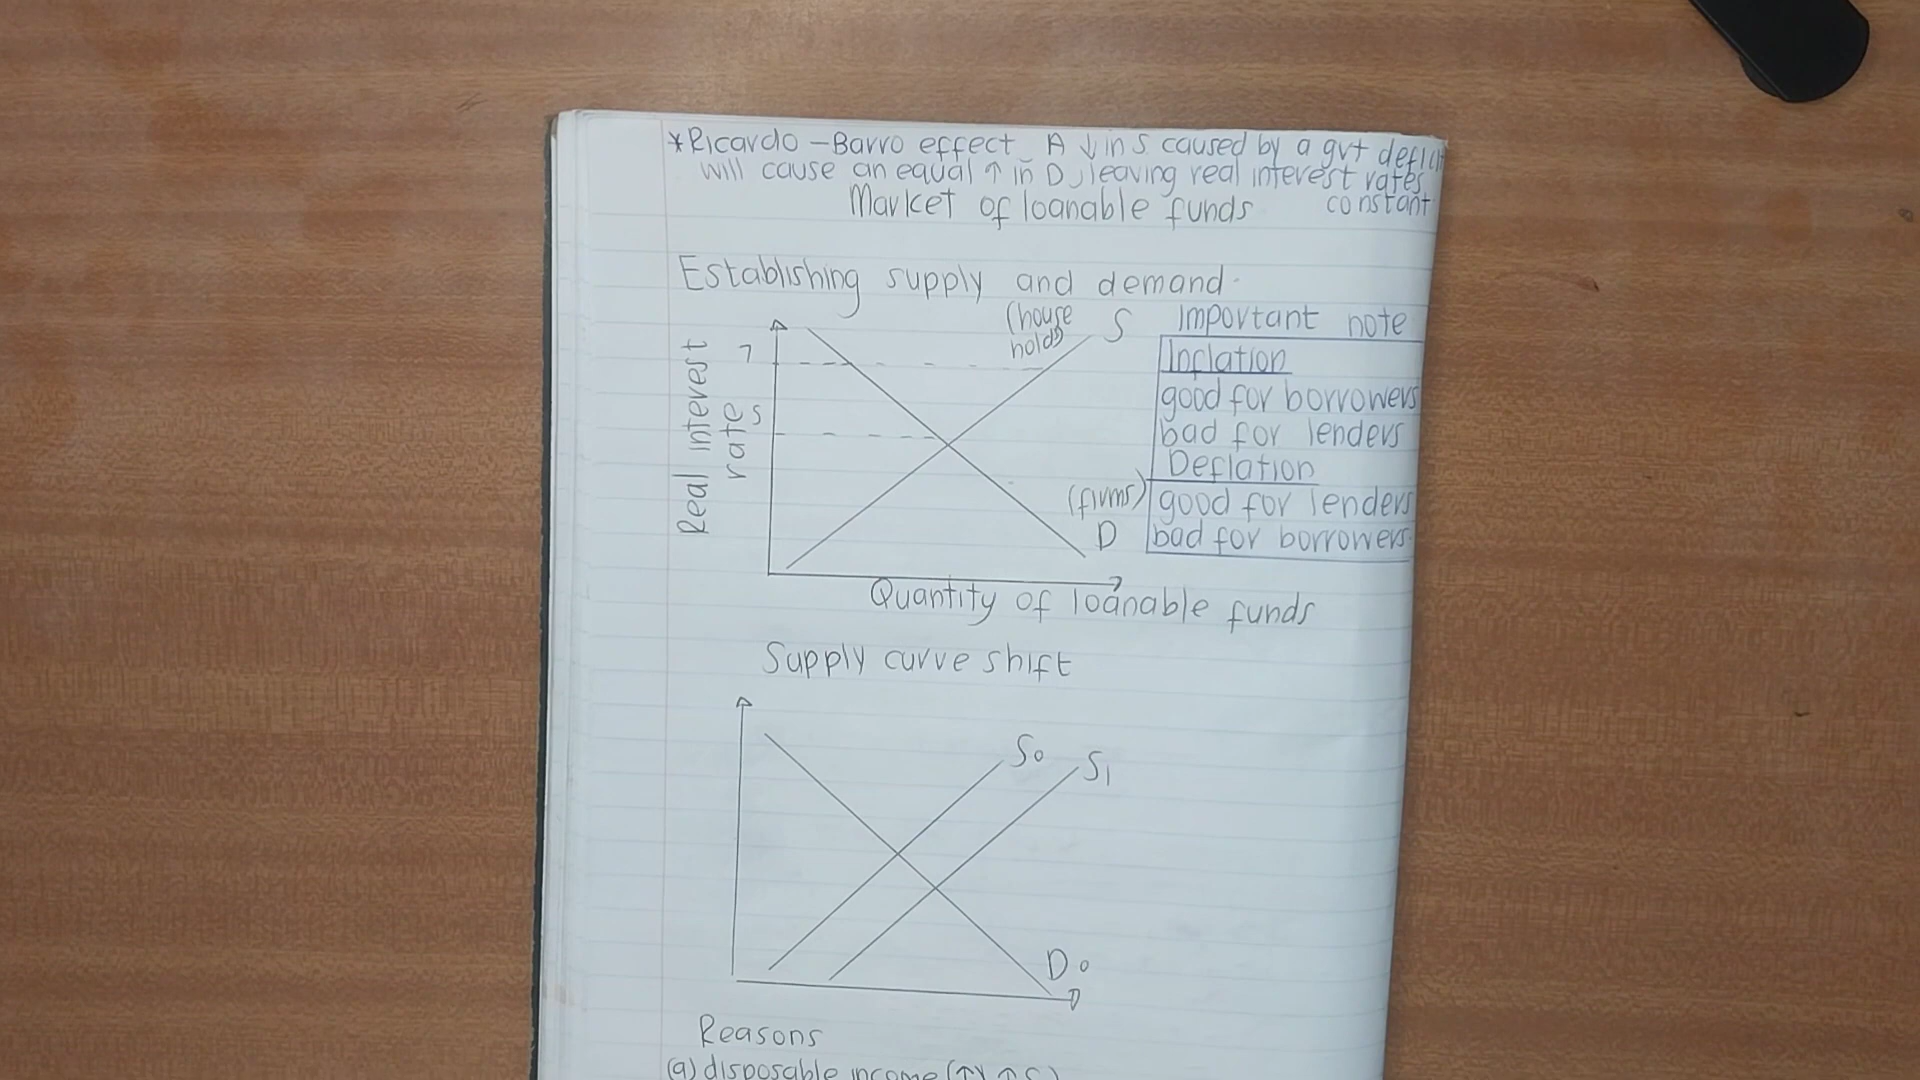 *Ricardo - Barro effect A ↓ in S caused by a gvt deficit
will cause an equal ↑ in D, leaving real interest rates
constant
Market of loanable funds
Establishing supply and demand.
(house
holds)
S
Important note
Inflation
good for borrowers
bad for lenders
Deflation
good for lenders
bad for borrowers.
Real interest
rate
7
5
(firms)
D
Quantity of loanable funds
Supply curve shift
S0
S1
D0
Reasons
(a) disposable income (↑Y ↑S)